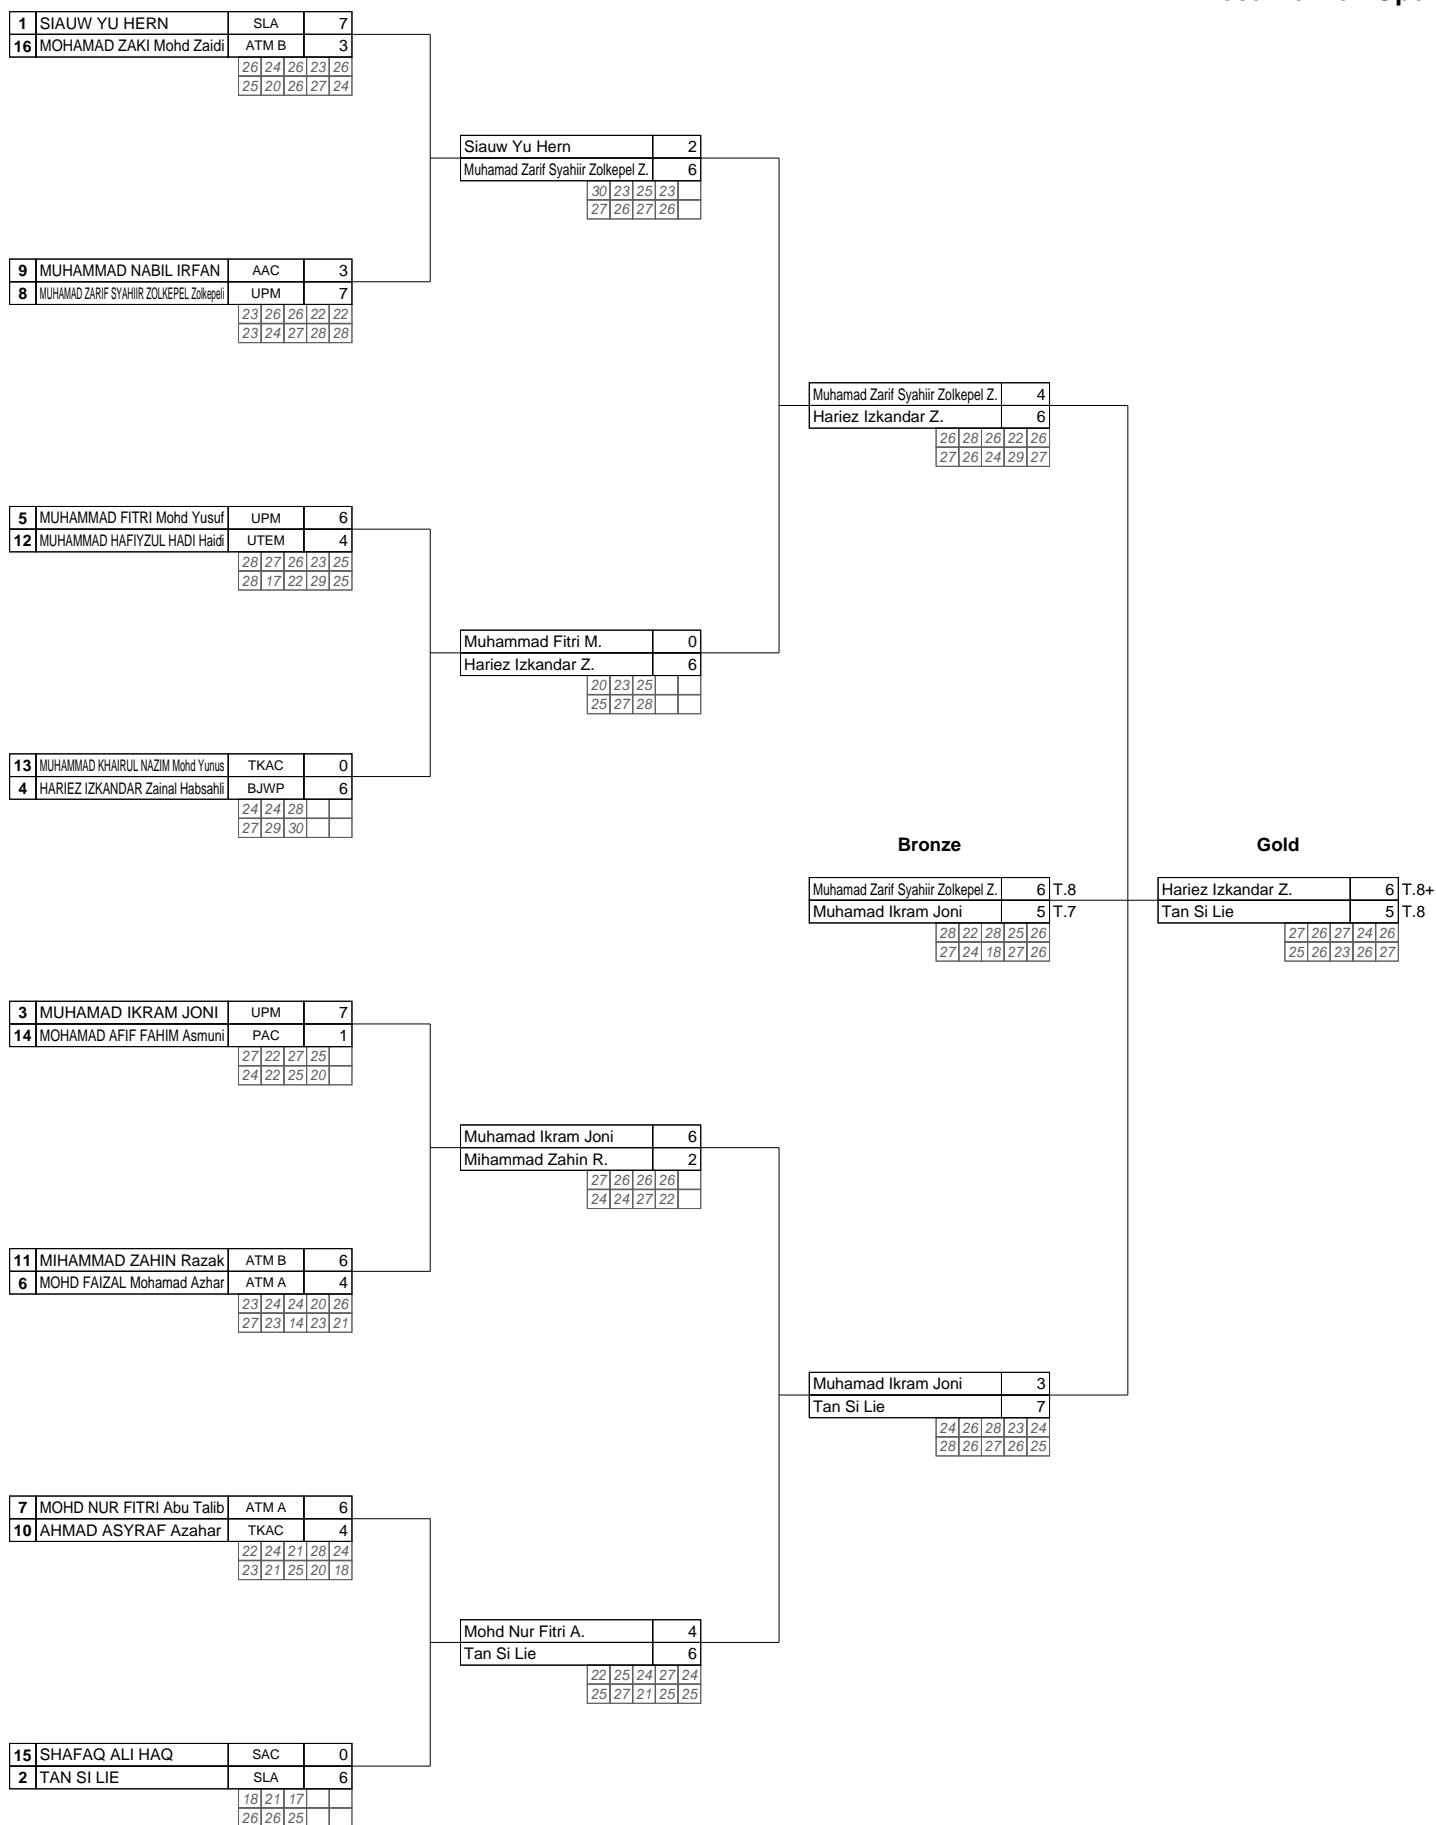 1 SIAUW YU HERN SLA 7
16 MOHAMAD ZAKI Mohd Zaidi ATM B 3
26 24 26 23 26
25 20 26 27 24
Siauw Yu Hern 2
Muhamad Zarif Syahiir Zolkepel Z. 6
30 23 25 23
27 26 27 26
9 MUHAMMAD NABIL IRFAN AAC 3
8 MUHAMAD ZARIF SYAHIIR ZOLKEPEL Zolkepeli UPM 7
23 26 26 22 22
23 24 27 28 28
Muhamad Zarif Syahiir Zolkepel Z. 4
Hariez Izkandar Z. 6
26 28 26 22 26
27 26 24 29 27
5 MUHAMMAD FITRI Mohd Yusuf UPM 6
12 MUHAMMAD HAFIYZUL HADI Haidi UTEM 4
28 27 26 23 25
28 17 22 29 25
Muhammad Fitri M. 0
Hariez Izkandar Z. 6
20 23 25
25 27 28
13 MUHAMMAD KHAIRUL NAZIM Mohd Yunus TKAC 0
4 HARIEZ IZKANDAR Zainal Habsahli BJWP 6
24 24 28
27 29 30
Bronze Gold
Muhamad Zarif Syahiir Zolkepel Z. 6 T.8 Hariez Izkandar Z. 6 T.8+
Muhamad Ikram Joni 5 T.7 Tan Si Lie 5 T.8
28 22 28 25 26 27 26 27 24 26
27 24 18 27 26 25 26 23 26 27
3 MUHAMAD IKRAM JONI UPM 7
14 MOHAMAD AFIF FAHIM Asmuni PAC 1
27 22 27 25
24 22 25 20
Muhamad Ikram Joni 6
Mihammad Zahin R. 2
27 26 26 26
24 24 27 22
11 MIHAMMAD ZAHIN Razak ATM B 6
6 MOHD FAIZAL Mohamad Azhar ATM A 4
23 24 24 20 26
27 23 14 23 21
Muhamad Ikram Joni 3
Tan Si Lie 7
24 26 28 23 24
28 26 27 26 25
7 MOHD NUR FITRI Abu Talib ATM A 6
10 AHMAD ASYRAF Azahar TKAC 4
22 24 21 28 24
23 21 25 20 18
Mohd Nur Fitri A. 4
Tan Si Lie 6
22 25 24 27 24
25 27 21 25 25
15 SHAFAQ ALI HAQ SAC 0
2 TAN SI LIE SLA 6
18 21 17
26 26 25